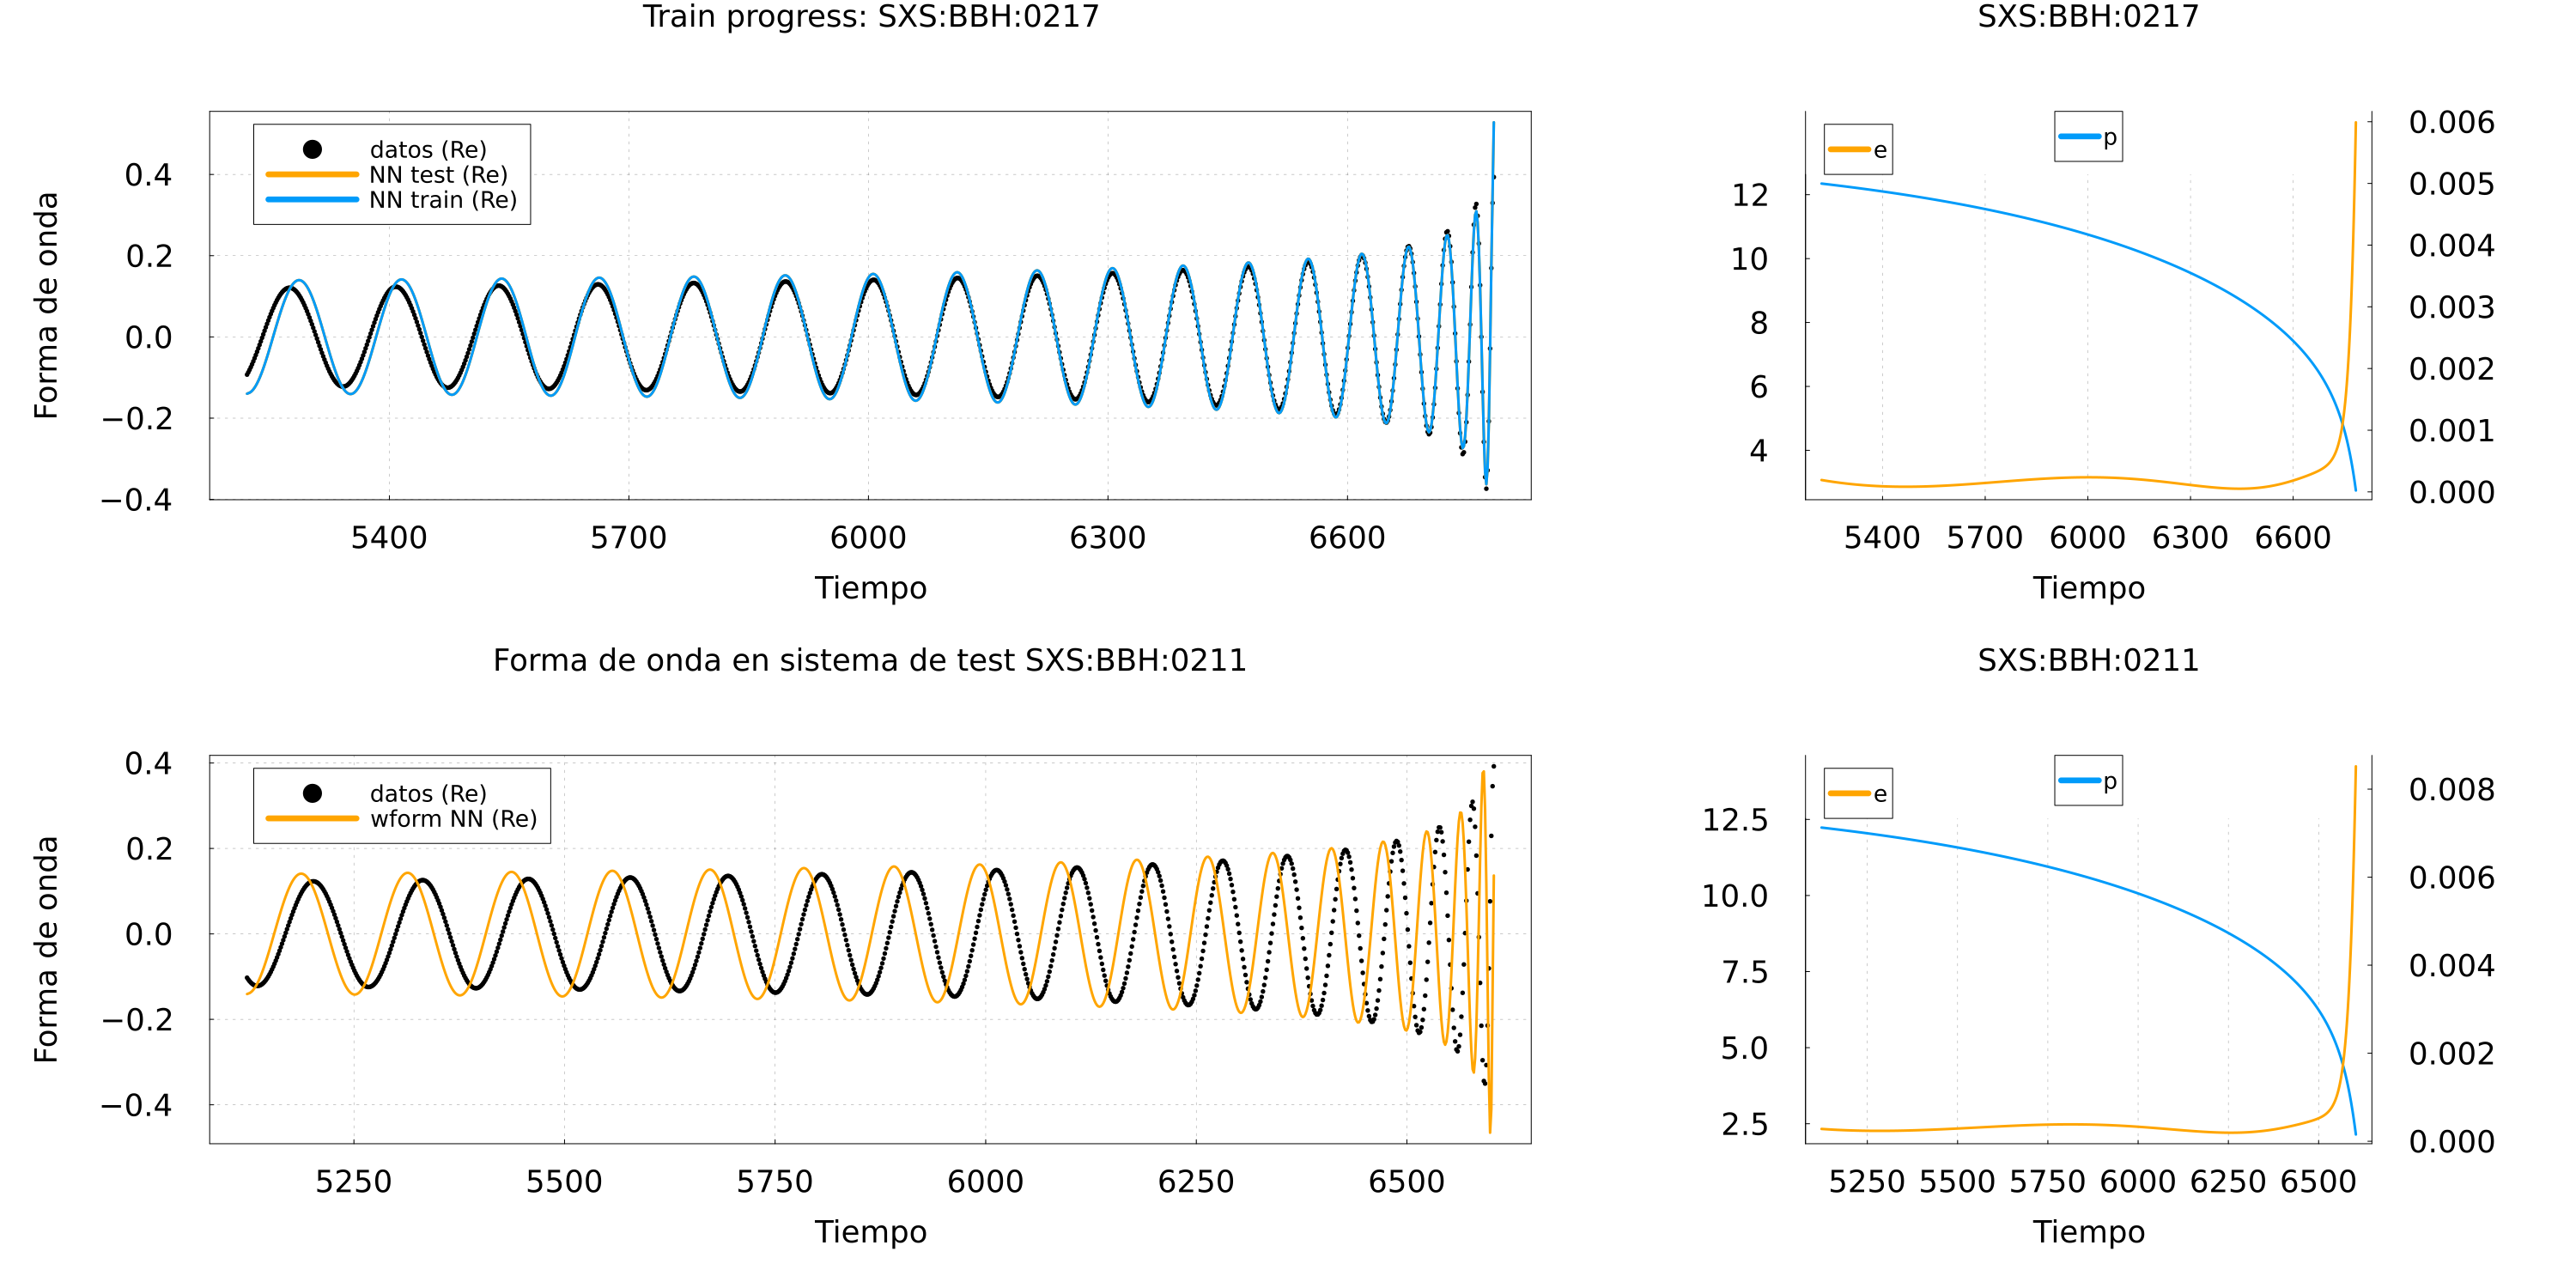 Train progress: SXS:BBH:0217
Forma de onda
0.4
0.2
0.0
−0.2
−0.4
datos (Re)
NN test (Re)
NN train (Re)
5400 5700 6000 6300 6600
Tiempo
SXS:BBH:0217
12
10
8
6
4
e
p
0.006
0.005
0.004
0.003
0.002
0.001
0.000
5400 5700 6000 6300 6600
Tiempo
Forma de onda en sistema de test SXS:BBH:0211
Forma de onda
0.4
0.2
0.0
−0.2
−0.4
datos (Re)
wform NN (Re)
5250 5500 5750 6000 6250 6500
Tiempo
SXS:BBH:0211
12.5
10.0
7.5
5.0
2.5
e
p
0.008
0.006
0.004
0.002
0.000
5250 5500 5750 6000 6250 6500
Tiempo